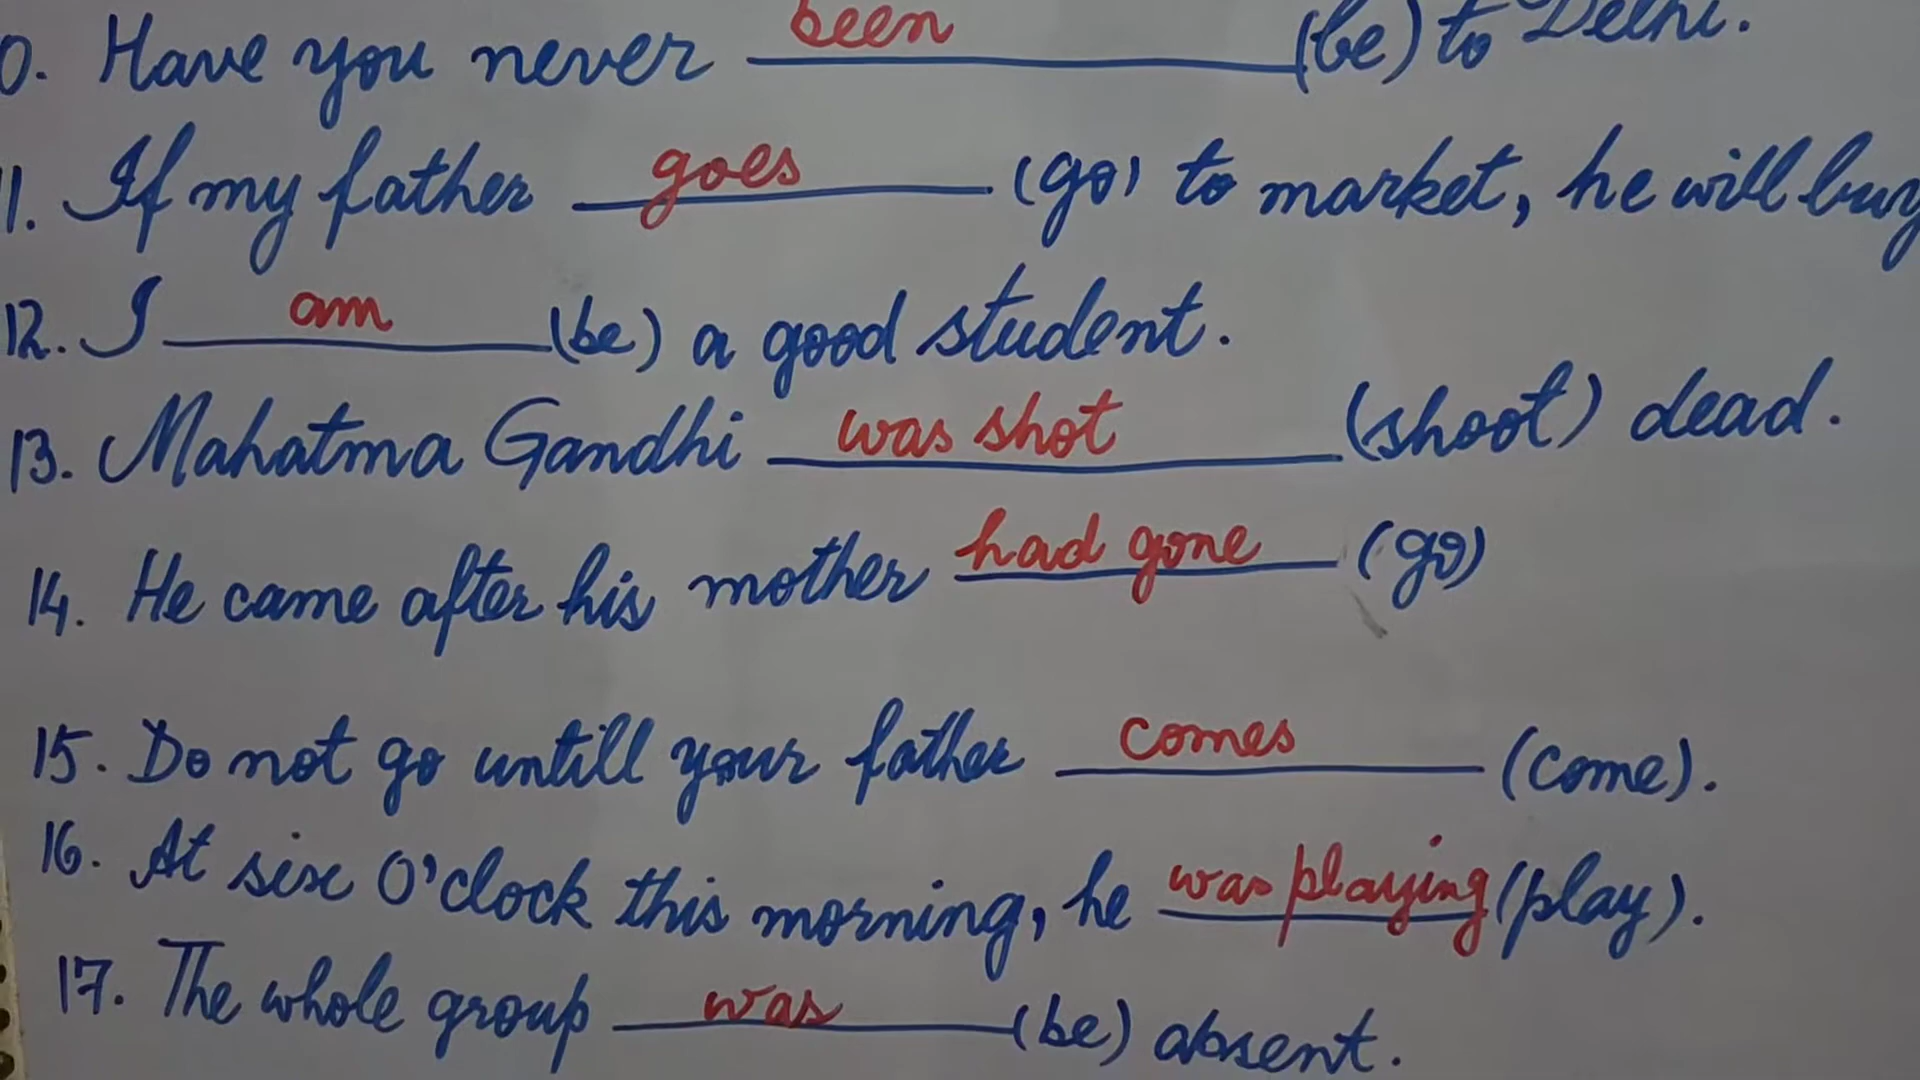 0. Have you never been (be) to Delhi.
11. If my father goes (go) to market, he will buy
12. I am (be) a good student.
13. Mahatma Gandhi was shot (shoot) dead.
14. He came after his mother had gone (go)
15. Do not go untill your father comes (come).
16. At six O'clock this morning, he was playing (play).
17. The whole group was (be) absent.